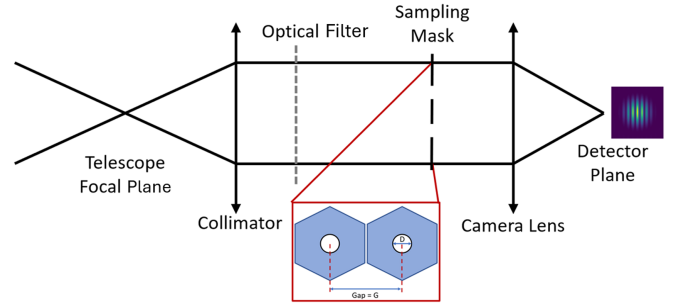 Sampling
Mask
Optical Filter
Telescope
Focal Plane
Collimator
Camera Lens
Detector
Plane
D
Gap = G